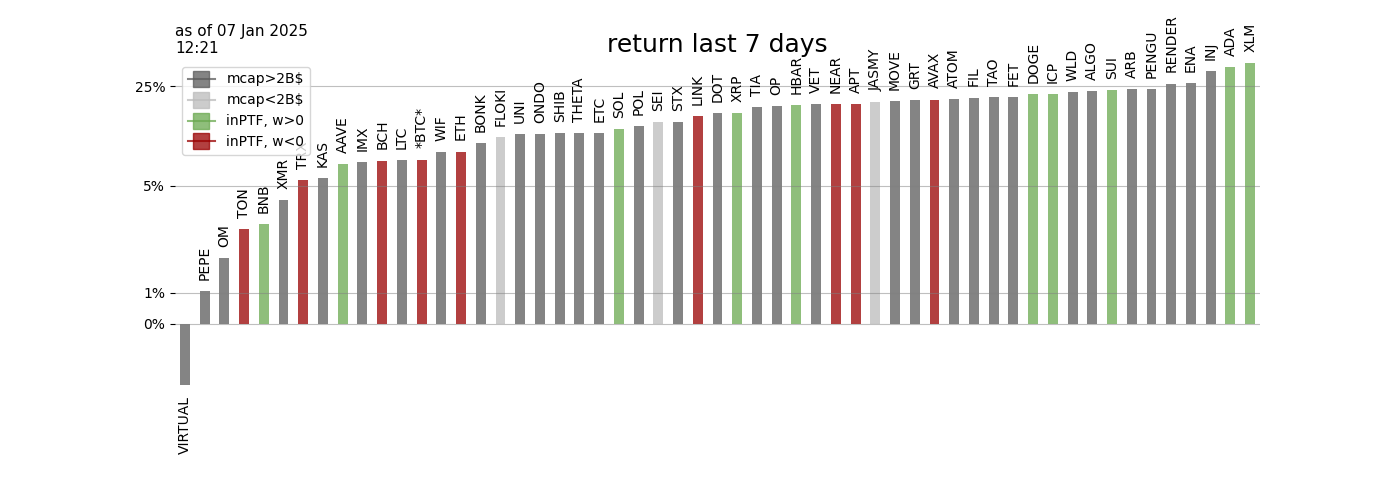 as of 07 Jan 2025
12:21
return last 7 days
mcap>2B$
mcap<2B$
inPTF, w>0
inPTF, w<0
25%
5%
1%
0%
VIRTUAL
PEPE
OM
TON
BNB
XMR
TRX
KAS
AAVE
IMX
BCH
LTC
*BTC*
WIF
ETH
BONK
FLOKI
UNI
ONDO
SHIB
THETA
ETC
SOL
POL
SEI
STX
LINK
DOT
XRP
TIA
OP
HBAR
VET
NEAR
APT
JASMY
MOVE
GRT
AVAX
ATOM
FIL
TAO
FET
DOGE
ICP
WLD
ALGO
SUI
ARB
PENGU
RENDER
ENA
INJ
ADA
XLM